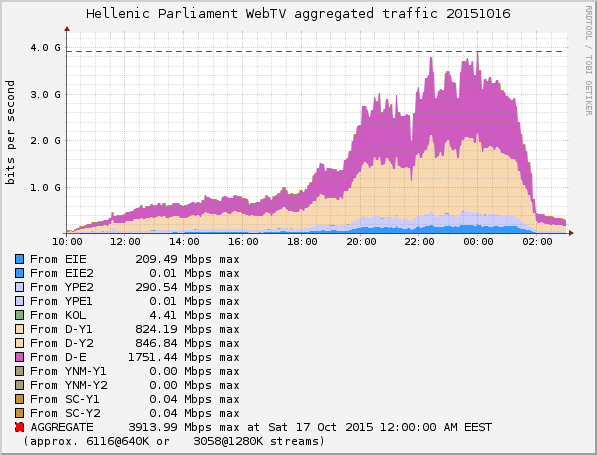 Hellenic Parliament WebTV aggregated traffic 20151016
RRDTOOL / TOBI OETIKER
bits per second
4.0 G
3.0 G
2.0 G
1.0 G
10:00 12:00 14:00 16:00 18:00 20:00 22:00 00:00 02:00
From EIE 209.49 Mbps max
From EIE2 0.01 Mbps max
From YPE2 290.54 Mbps max
From YPE1 0.01 Mbps max
From KOL 4.41 Mbps max
From D-Y1 824.19 Mbps max
From D-Y2 846.84 Mbps max
From D-E 1751.44 Mbps max
From YNM-Y1 0.00 Mbps max
From YNM-Y2 0.00 Mbps max
From SC-Y1 0.04 Mbps max
From SC-Y2 0.04 Mbps max
AGGREGATE 3913.99 Mbps max at Sat 17 Oct 2015 12:00:00 AM EEST
(approx. 6116@640K or 3058@1280K streams)